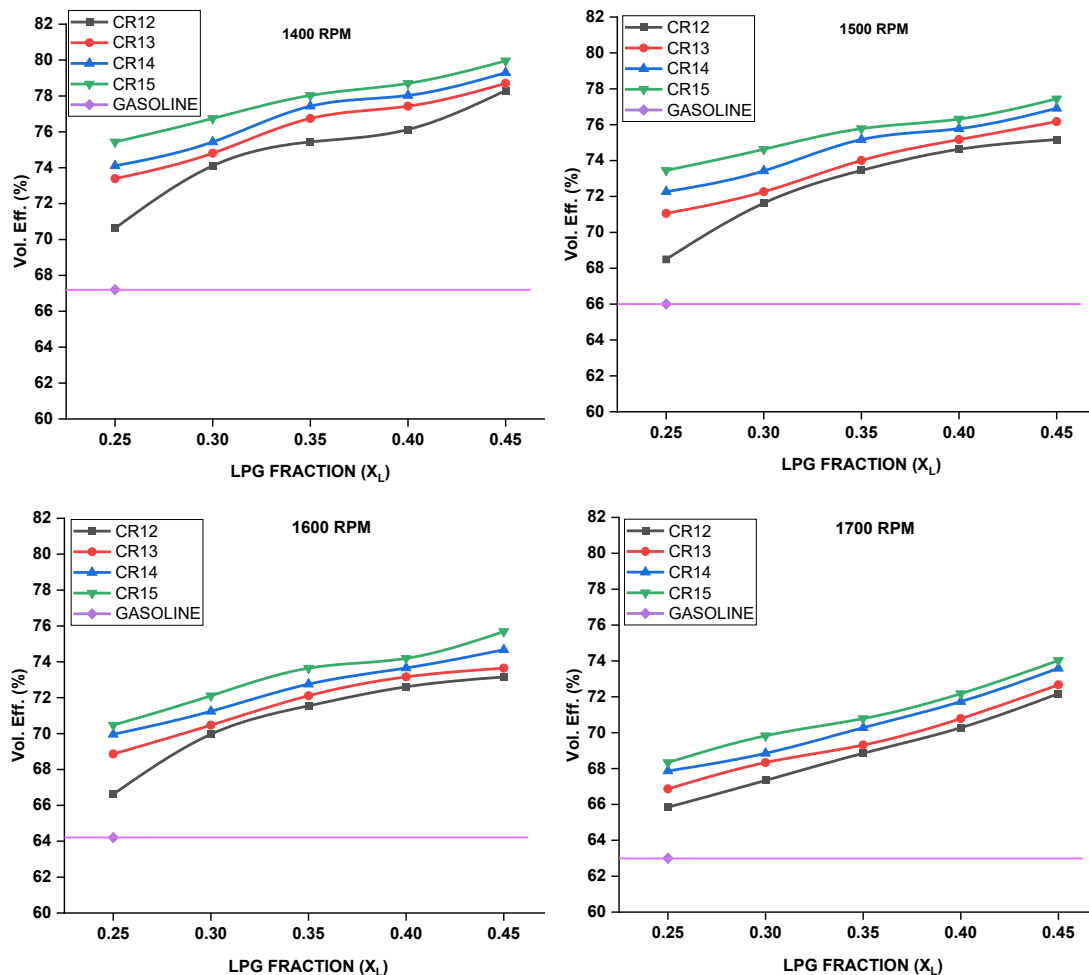 82
80
78
76
74
72
70
68
66
64
62
60
Vol. Eff. (%)
CR12
CR13
CR14
CR15
GASOLINE
1400 RPM
0.25 0.30 0.35 0.40 0.45
LPG FRACTION (X_L)
82
80
78
76
74
72
70
68
66
64
62
60
Vol. Eff. (%)
CR12
CR13
CR14
CR15
GASOLINE
1500 RPM
0.25 0.30 0.35 0.40 0.45
LPG FRACTION (X_L)
82
80
78
76
74
72
70
68
66
64
62
60
Vol. Eff. (%)
CR12
CR13
CR14
CR15
GASOLINE
1600 RPM
0.25 0.30 0.35 0.40 0.45
LPG FRACTION (X_L)
82
80
78
76
74
72
70
68
66
64
62
60
Vol. Eff. (%)
CR12
CR13
CR14
CR15
GASOLINE
1700 RPM
0.25 0.30 0.35 0.40 0.45
LPG FRACTION (X_L)